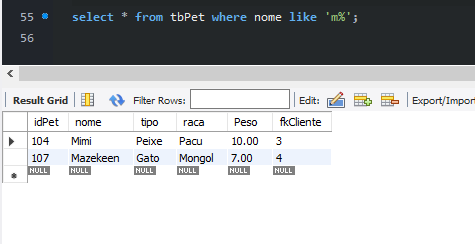 55 select * from tbPet where nome like 'm%';
56
Result Grid Filter Rows: Edit: Export/Import
idPet nome tipo raca Peso fkCliente
104 Mimi Peixe Pacu 10.00 3
107 Mazekeen Gato Mongol 7.00 4
NULL NULL NULL NULL NULL NULL